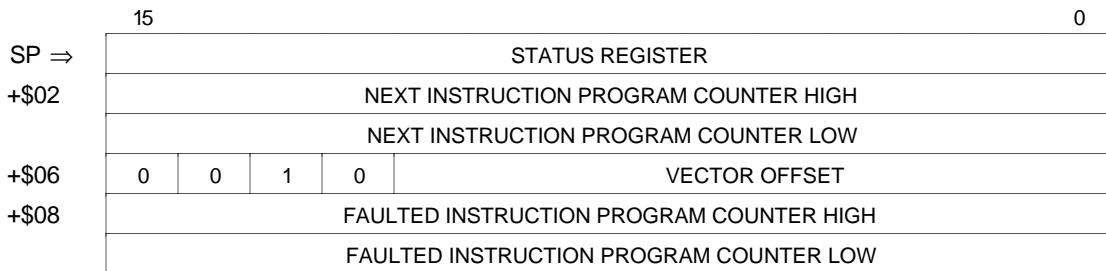 15 0
SP ⇒ STATUS REGISTER
+$02 NEXT INSTRUCTION PROGRAM COUNTER HIGH
NEXT INSTRUCTION PROGRAM COUNTER LOW
+$06 0 0 1 0 VECTOR OFFSET
+$08 FAULTED INSTRUCTION PROGRAM COUNTER HIGH
FAULTED INSTRUCTION PROGRAM COUNTER LOW